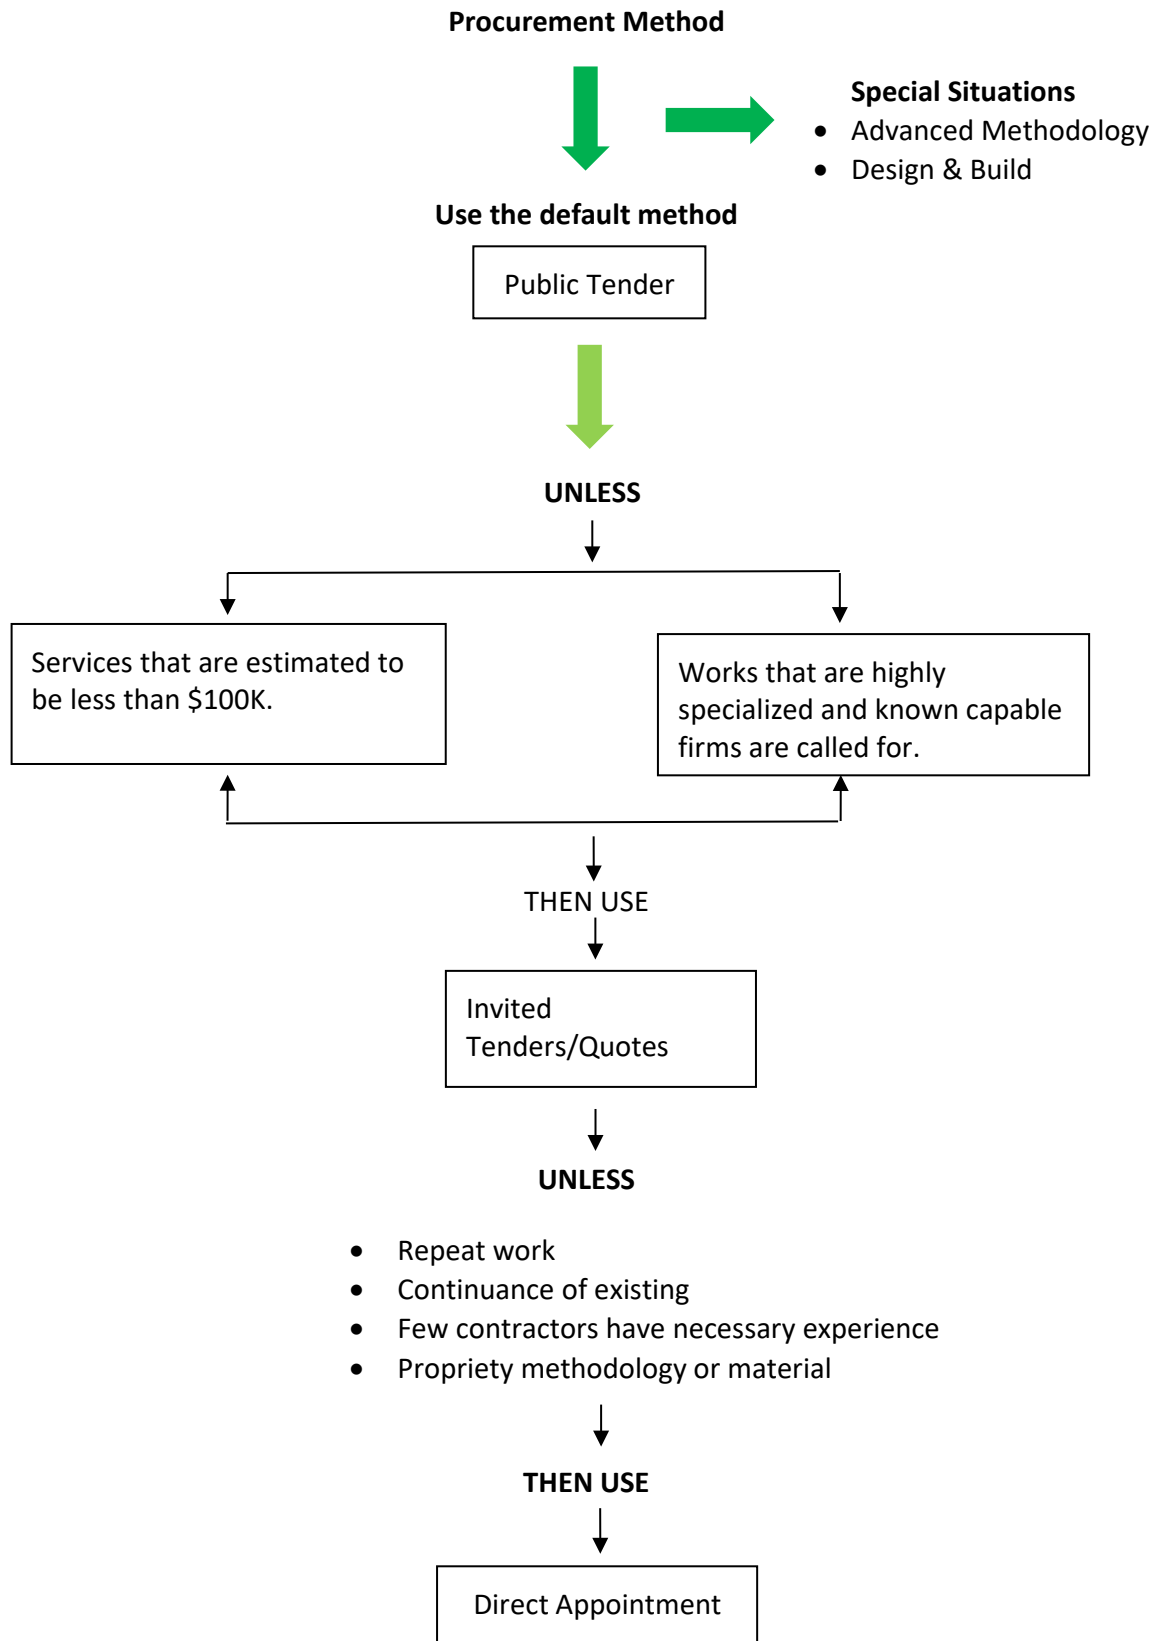 Procurement Method
Special Situations
• Advanced Methodology
• Design & Build
Use the default method
Public Tender
UNLESS
Services that are estimated to
be less than $100K.
Works that are highly
specialized and known capable
firms are called for.
THEN USE
Invited
Tenders/Quotes
UNLESS
• Repeat work
• Continuance of existing
• Few contractors have necessary experience
• Propriety methodology or material
THEN USE
Direct Appointment